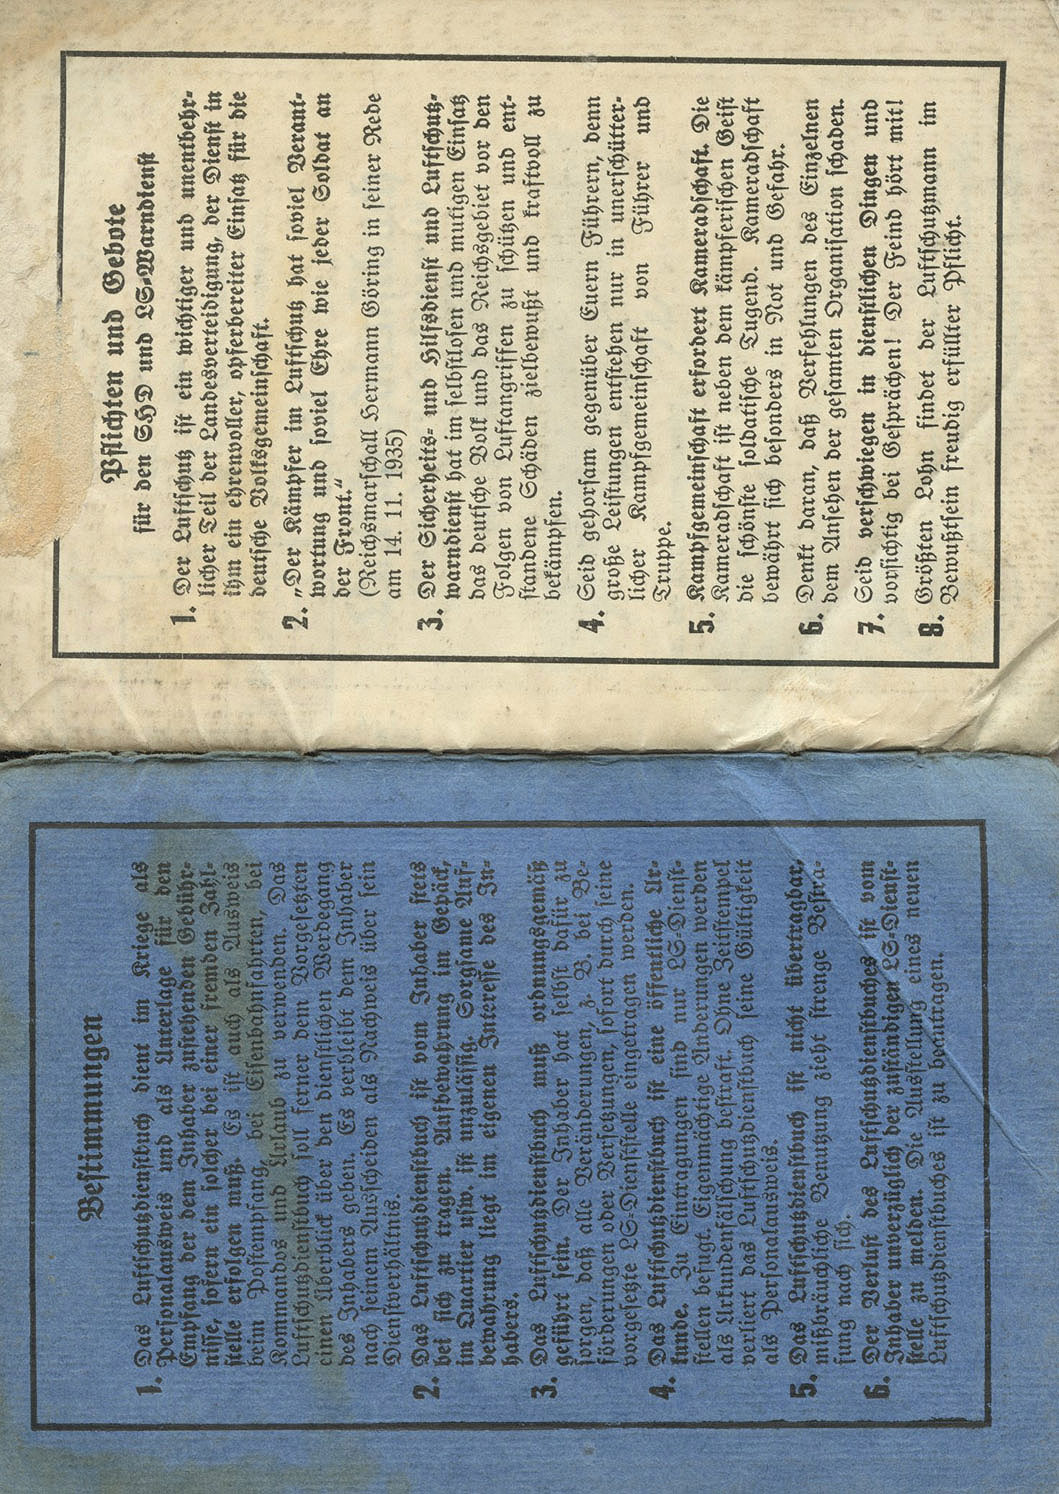 Bestimmungen
1. Das Luftschutzdienstbuch dient im Kriege als
Personalausweis und als Unterlage für den
Empfang der dem Inhaber zustehenden Gebühr-
nisse, sofern ein solcher bei einer fremden Zahl-
stelle erfolgen muß. Es ist auch als Ausweis
beim Postempfang, bei Eisenbahnfahrten, bei
Kommandos und Urlaub zu verwenden. Das
Luftschutzdienstbuch soll ferner dem Vorgesetzten
einen Überblick über den dienstlichen Werdegang
des Inhabers geben. Es verbleibt dem Inhaber
nach seinem Ausscheiden als Nachweis über sein
Dienstverhältnis.
2. Das Luftschutzdienstbuch ist vom Inhaber stets
bei sich zu tragen. Aufbewahrung im Gepäck,
im Quartier usw. ist unzulässig. Sorgsame Auf-
bewahrung liegt im eigenen Interesse des In-
habers.
3. Das Luftschutzdienstbuch muß ordnungsgemäß
geführt sein. Der Inhaber hat selbst dafür zu
sorgen, daß alle Veränderungen, z. B. bei Be-
förderungen oder Versetzungen, sofort durch seine
vorgesetzte LS-Dienststelle eingetragen werden.
4. Das Luftschutzdienstbuch ist eine öffentliche Ur-
kunde. Zu Eintragungen sind nur LS-Dienst-
stellen befugt. Eigenmächtige Änderungen werden
als Urkundenfälschung bestraft. Ohne Zeitstempel
verliert das Luftschutzdienstbuch seine Gültigkeit
als Personalausweis.
5. Das Luftschutzdienstbuch ist nicht übertragbar,
mißbräuchliche Benutzung zieht strenge Bestra-
fung nach sich.
6. Der Verlust des Luftschutzdienstbuches ist vom
Inhaber unverzüglich der zuständigen LS-Dienst-
stelle zu melden. Die Ausstellung eines neuen
Luftschutzdienstbuches ist zu beantragen.
Pflichten und Gebote
für den SHD und LS-Warndienst
1. Der Luftschutz ist ein wichtiger und unentbehr-
licher Teil der Landesverteidigung, der Dienst in
ihm ein ehrenvoller, opferbereiter Einsatz für die
deutsche Volksgemeinschaft.
2. „Der Kämpfer im Luftschutz hat soviel Verant-
wortung und soviel Ehre wie jeder Soldat an
der Front.“
(Reichsmarschall Hermann Göring in seiner Rede
am 14. 11. 1935)
3. Der Sicherheits- und Hilfsdienst und Luftschutz-
warndienst hat im selbstlosen und mutigen Einsatz
das deutsche Volk und das Reichsgebiet vor den
Folgen von Luftangriffen zu schützen und ent-
standene Schäden zielbewußt und kraftvoll zu
bekämpfen.
4. Seid gehorsam gegenüber Euern Führern, denn
große Leistungen entstehen nur in unerschütter-
licher Kampfgemeinschaft von Führer und
Truppe.
5. Kampfgemeinschaft erfordert Kameradschaft. Die
Kameradschaft ist neben dem kämpferischen Geist
die schönste soldatische Tugend. Kameradschaft
bewährt sich besonders in Not und Gefahr.
6. Denkt daran, daß Verfehlungen des Einzelnen
dem Ansehen der gesamten Organisation schaden.
7. Seid verschwiegen in dienstlichen Dingen und
vorsichtig bei Gesprächen! Der Feind hört mit!
8. Größten Lohn findet der Luftschutzmann im
Bewußtsein freudig erfüllter Pflicht.